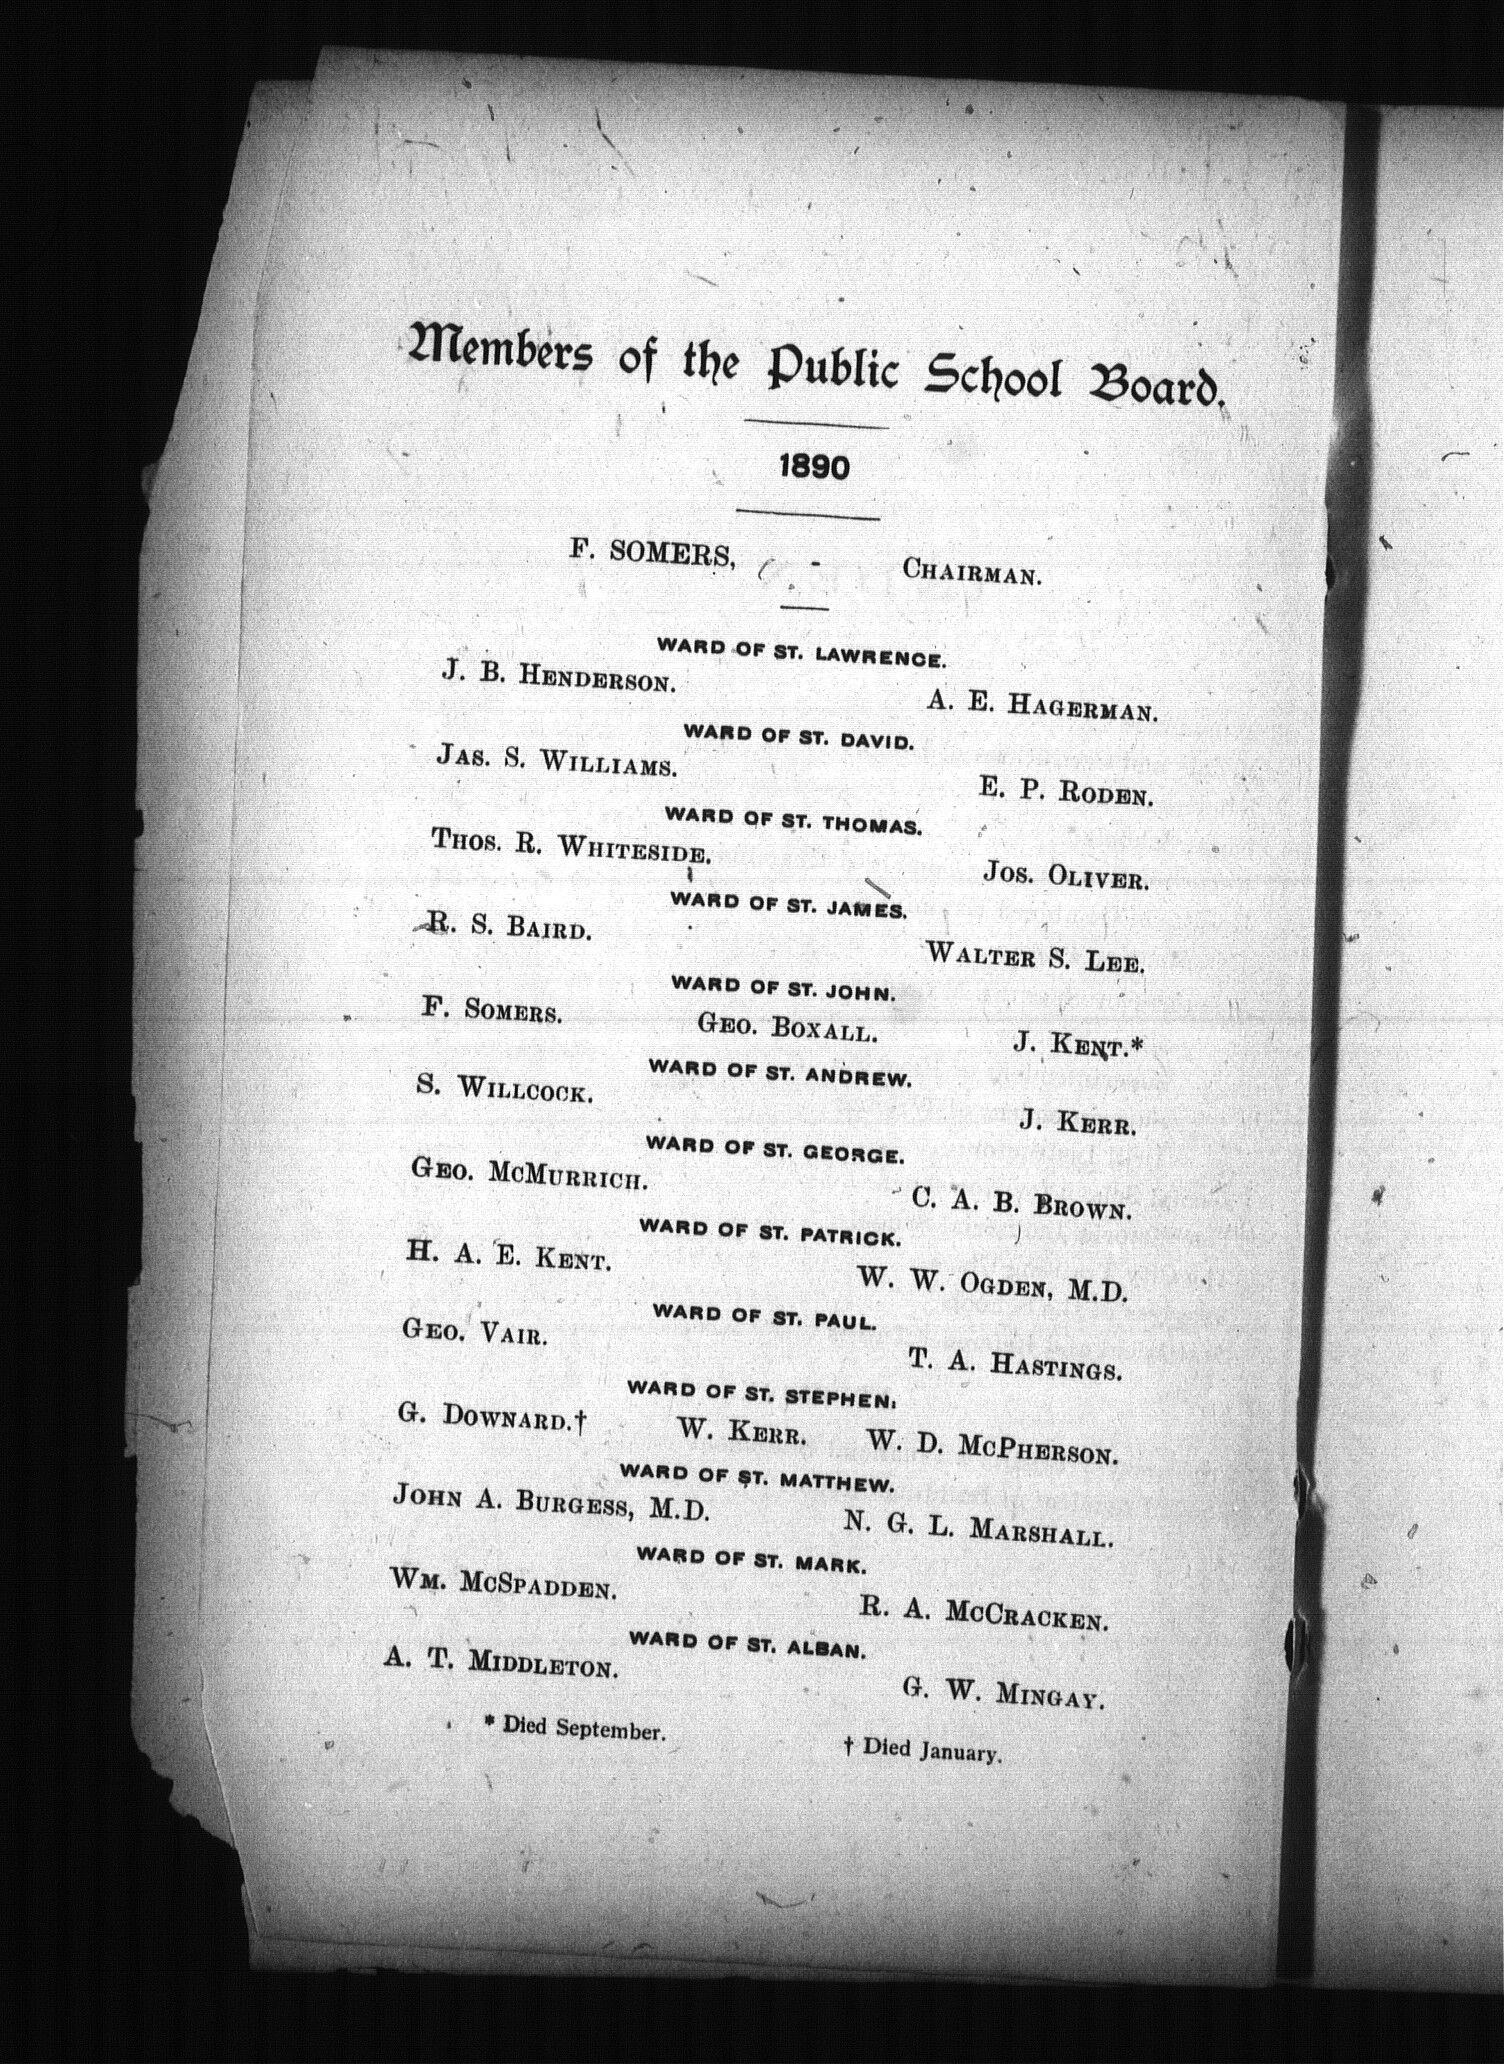 Members of the Public School Board.
1890
F. SOMERS, - CHAIRMAN.
WARD OF ST. LAWRENCE.
J. B. HENDERSON. A. E. HAGERMAN.
WARD OF ST. DAVID.
JAS. S. WILLIAMS. E. P. RODEN.
WARD OF ST. THOMAS.
THOS. R. WHITESIDE. JOS. OLIVER.
WARD OF ST. JAMES.
R. S. BAIRD. WALTER S. LEE.
WARD OF ST. JOHN.
F. SOMERS. GEO. BOXALL. J. KENT.*
WARD OF ST. ANDREW.
S. WILLCOCK. J. KERR.
WARD OF ST. GEORGE.
GEO. MCMURRICH. C. A. B. BROWN.
WARD OF ST. PATRICK.
H. A. E. KENT. W. W. OGDEN, M.D.
WARD OF ST. PAUL.
GEO. VAIR. T. A. HASTINGS.
WARD OF ST. STEPHEN.
G. DOWNARD.† W. KERR. W. D. MCPHERSON.
WARD OF ST. MATTHEW.
JOHN A. BURGESS, M.D. N. G. L. MARSHALL.
WARD OF ST. MARK.
WM. MCSPADDEN. R. A. MCCRACKEN.
WARD OF ST. ALBAN.
A. T. MIDDLETON. G. W. MINGAY.
* Died September. † Died January.